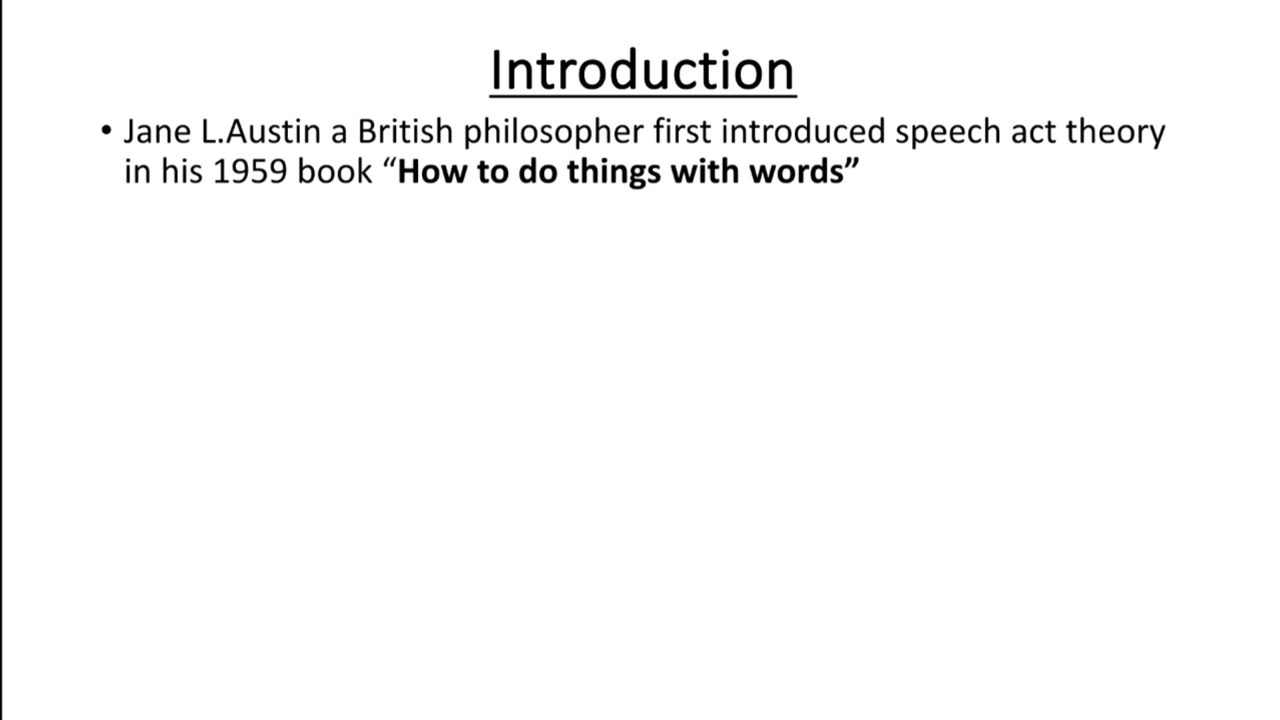 Introduction
• Jane L.Austin a British philosopher first introduced speech act theory
in his 1959 book “How to do things with words”